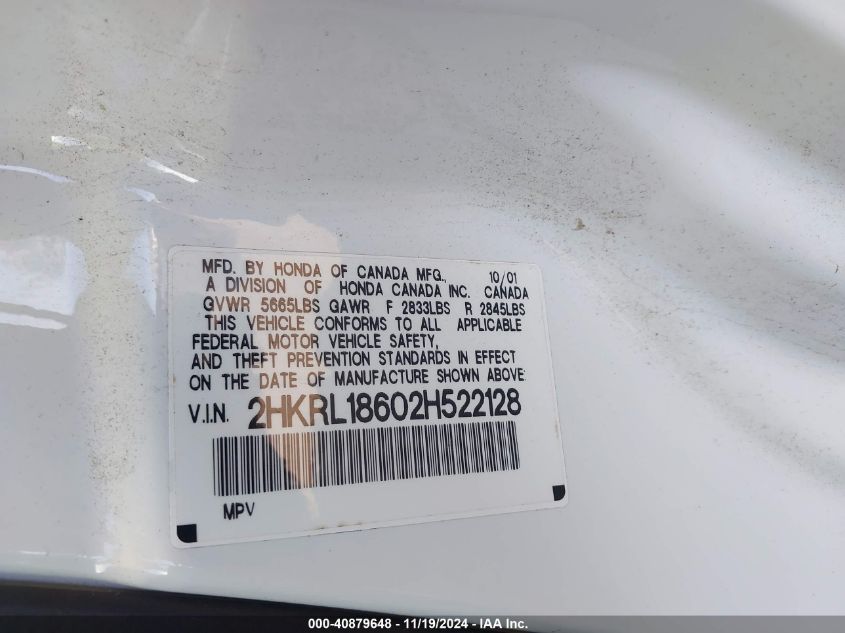 MFD. BY HONDA OF CANADA MFG., 10/01
A DIVISION OF HONDA CANADA INC. CANADA
GVWR 5665LBS GAWR F 2833LBS R 2845LBS
THIS VEHICLE CONFORMS TO ALL APPLICABLE
FEDERAL MOTOR VEHICLE SAFETY,
AND THEFT PREVENTION STANDARDS IN EFFECT
ON THE DATE OF MANUFACTURE SHOWN ABOVE
V.I.N. 2HKRL18602H522128
MPV
000-40879648 - 11/19/2024 - IAA Inc.